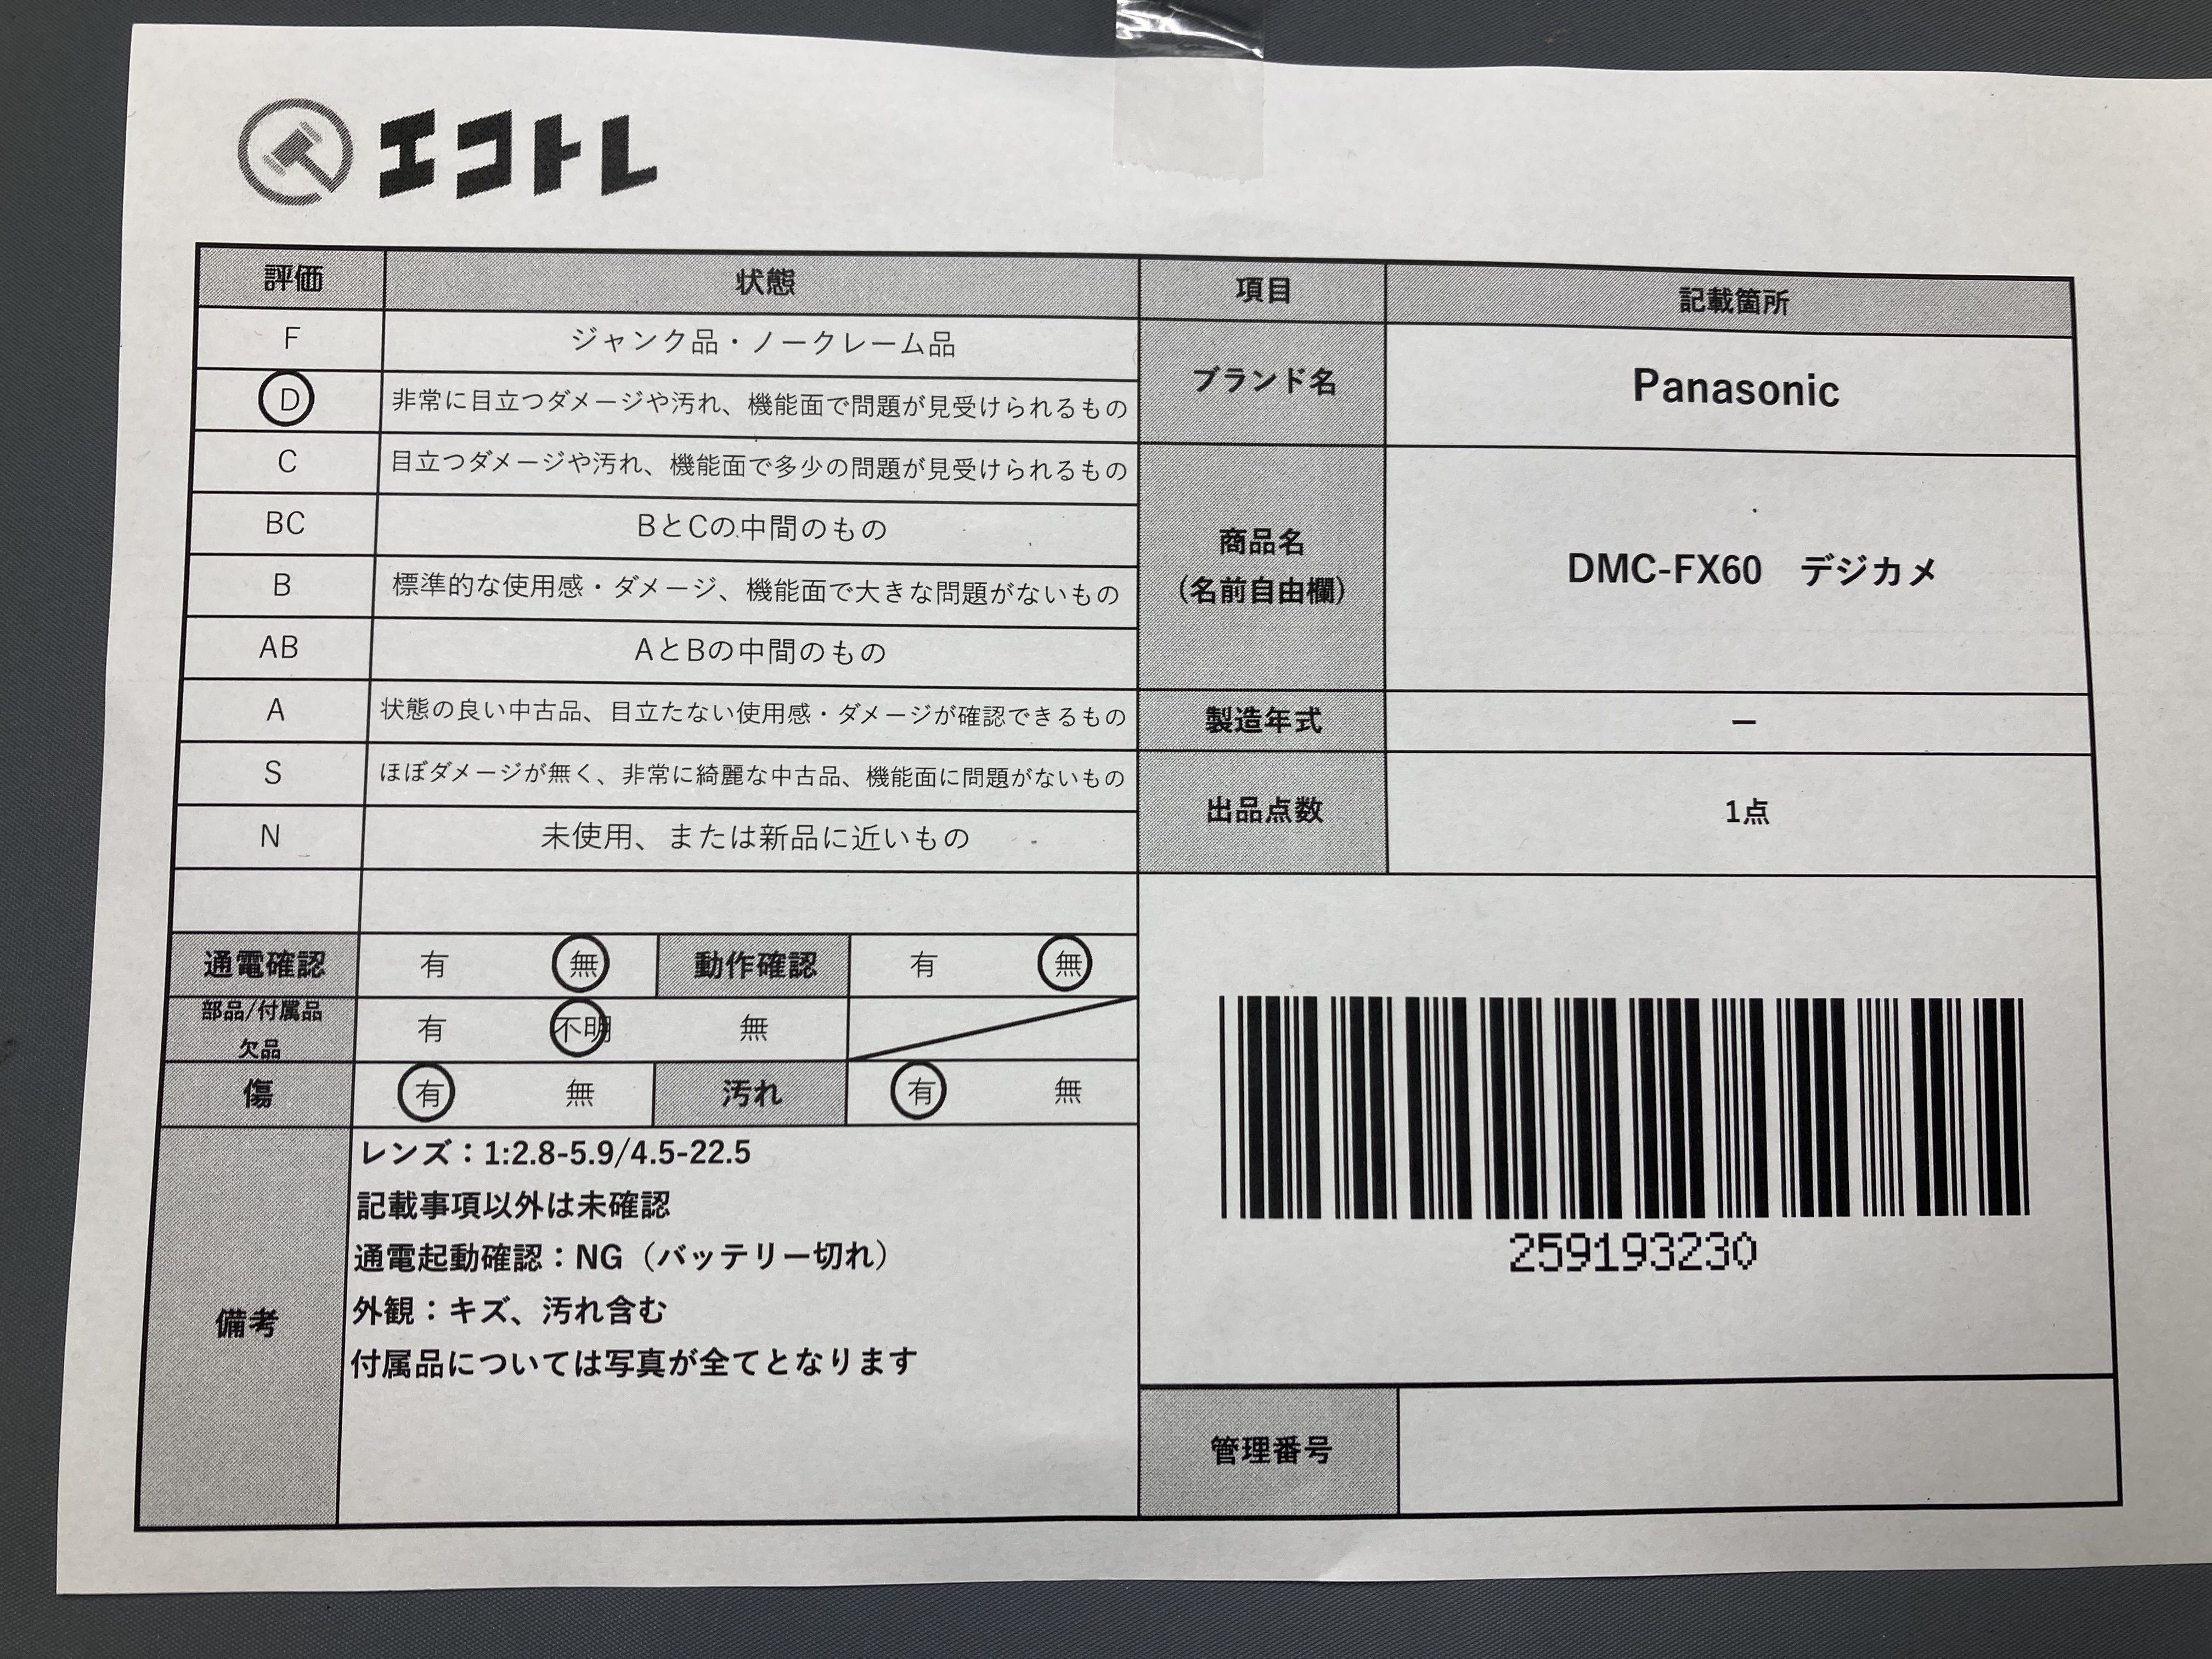 エコトレ
評価 状態 項目 記載箇所
F ジャンク品・ノークレーム品
D 非常に目立つダメージや汚れ、機能面で問題が見受けられるもの
ブランド名 Panasonic
C 目立つダメージや汚れ、機能面で多少の問題が見受けられるもの
BC BとCの中間のもの
商品名
(名前自由欄)
DMC-FX60 デジカメ
B 標準的な使用感・ダメージ、機能面で大きな問題がないもの
AB AとBの中間のもの
A 状態の良い中古品、目立たない使用感・ダメージが確認できるもの
製造年式 ー
S ほぼダメージが無く、非常に綺麗な中古品、機能面に問題がないもの
出品点数 1点
N 未使用、または新品に近いもの
通電確認 有 無 動作確認 有 無
部品/付属品
欠品
有 不明 無
傷 有 無 汚れ 有 無
備考
レンズ：1:2.8-5.9/4.5-22.5
記載事項以外は未確認
通電起動確認：NG（バッテリー切れ）
外観：キズ、汚れ含む
付属品については写真が全てとなります
259193230
管理番号